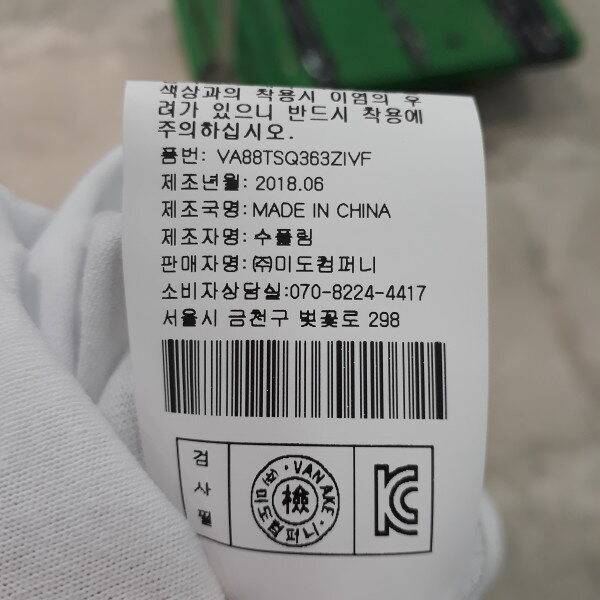 색상과의 착용시 이염의 우
려가 있으니 반드시 착용에
주의하십시오.
품번: VA88TSQ363ZIVF
제조년월: 2018.06
제조국명: MADE IN CHINA
제조자명: 수플림
판매자명:㈜미도컴퍼니
소비자상담실:070-8224-4417
서울시 금천구 벚꽃로 298
검
사
필
· VAN AKE ·
㈜미도컴퍼니
檢